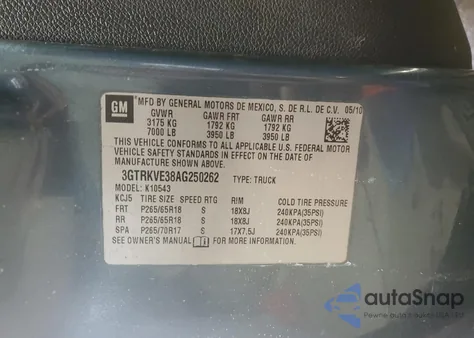 GM MFD BY GENERAL MOTORS DE MEXICO, S. DE R.L. DE C.V. 05/10
GVWR GAWR FRT GAWR RR
3175 KG 1792 KG 1792 KG
7000 LB 3950 LB 3950 LB
THIS VEHICLE CONFORMS TO ALL APPLICABLE U.S. FEDERAL MOTOR
VEHICLE SAFETY AND THEFT PREVENTION STANDARDS IN
EFFECT ON THE DATE OF MANUFACTURE SHOWN ABOVE.
3GTRKVE38AG250262 TYPE: TRUCK
MODEL: K10543
KCJ5 TIRE SIZE SPEED RTG RIM COLD TIRE PRESSURE
FRT P265/65R18 S 18X8J 240KPA(35PSI)
RR P265/65R18 S 18X8J 240KPA(35PSI)
SPA P265/70R17 S 17X7.5J 240KPA(35PSI)
SEE OWNER'S MANUAL FOR MORE INFORMATION.
autoSnap